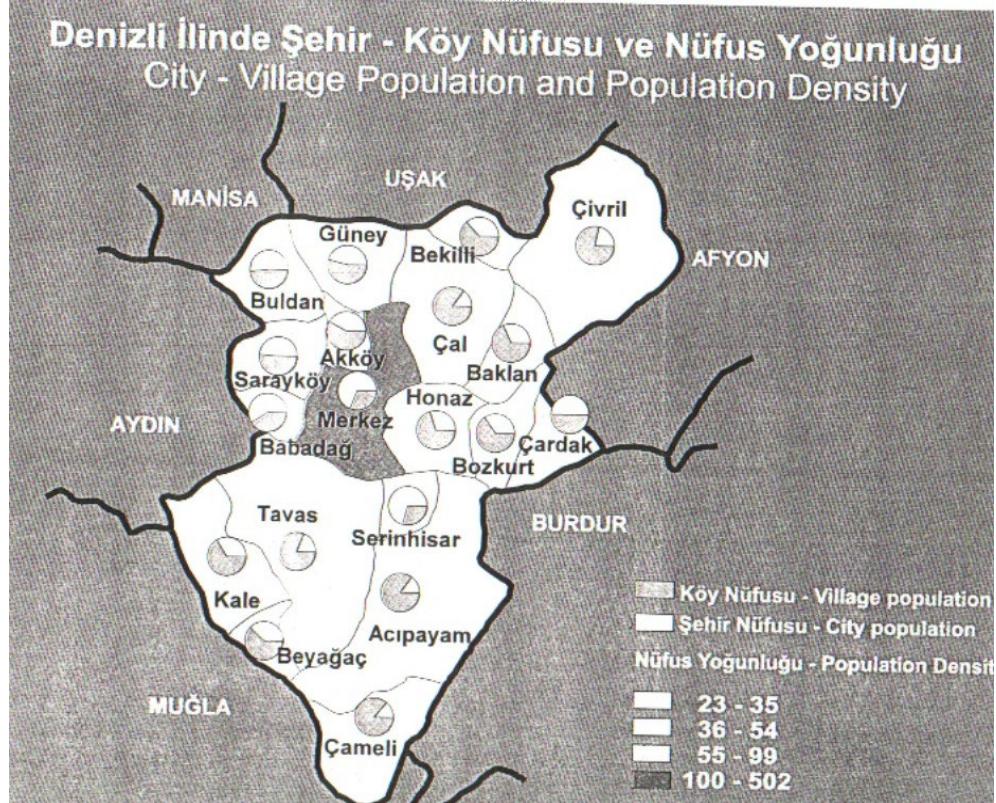 Denizli İlinde Şehir - Köy Nüfusu ve Nüfus Yoğunluğu
City - Village Population and Population Density
MANİSA
UŞAK
Çivril
Güney
Bekilli
AFYON
Buldan
Çal
Akköy
Baklan
Sarayköy
Honaz
Merkez
AYDIN
Babadağ
Bozkurt
Çardak
Tavas
Serinhisar
BURDUR
Kale
Acıpayam
Beyağaç
MUĞLA
Çameli
Köy Nüfusu - Village population
Şehir Nüfusu - City population
Nüfus Yoğunluğu - Population Densit
23 - 35
36 - 54
55 - 99
100 - 502